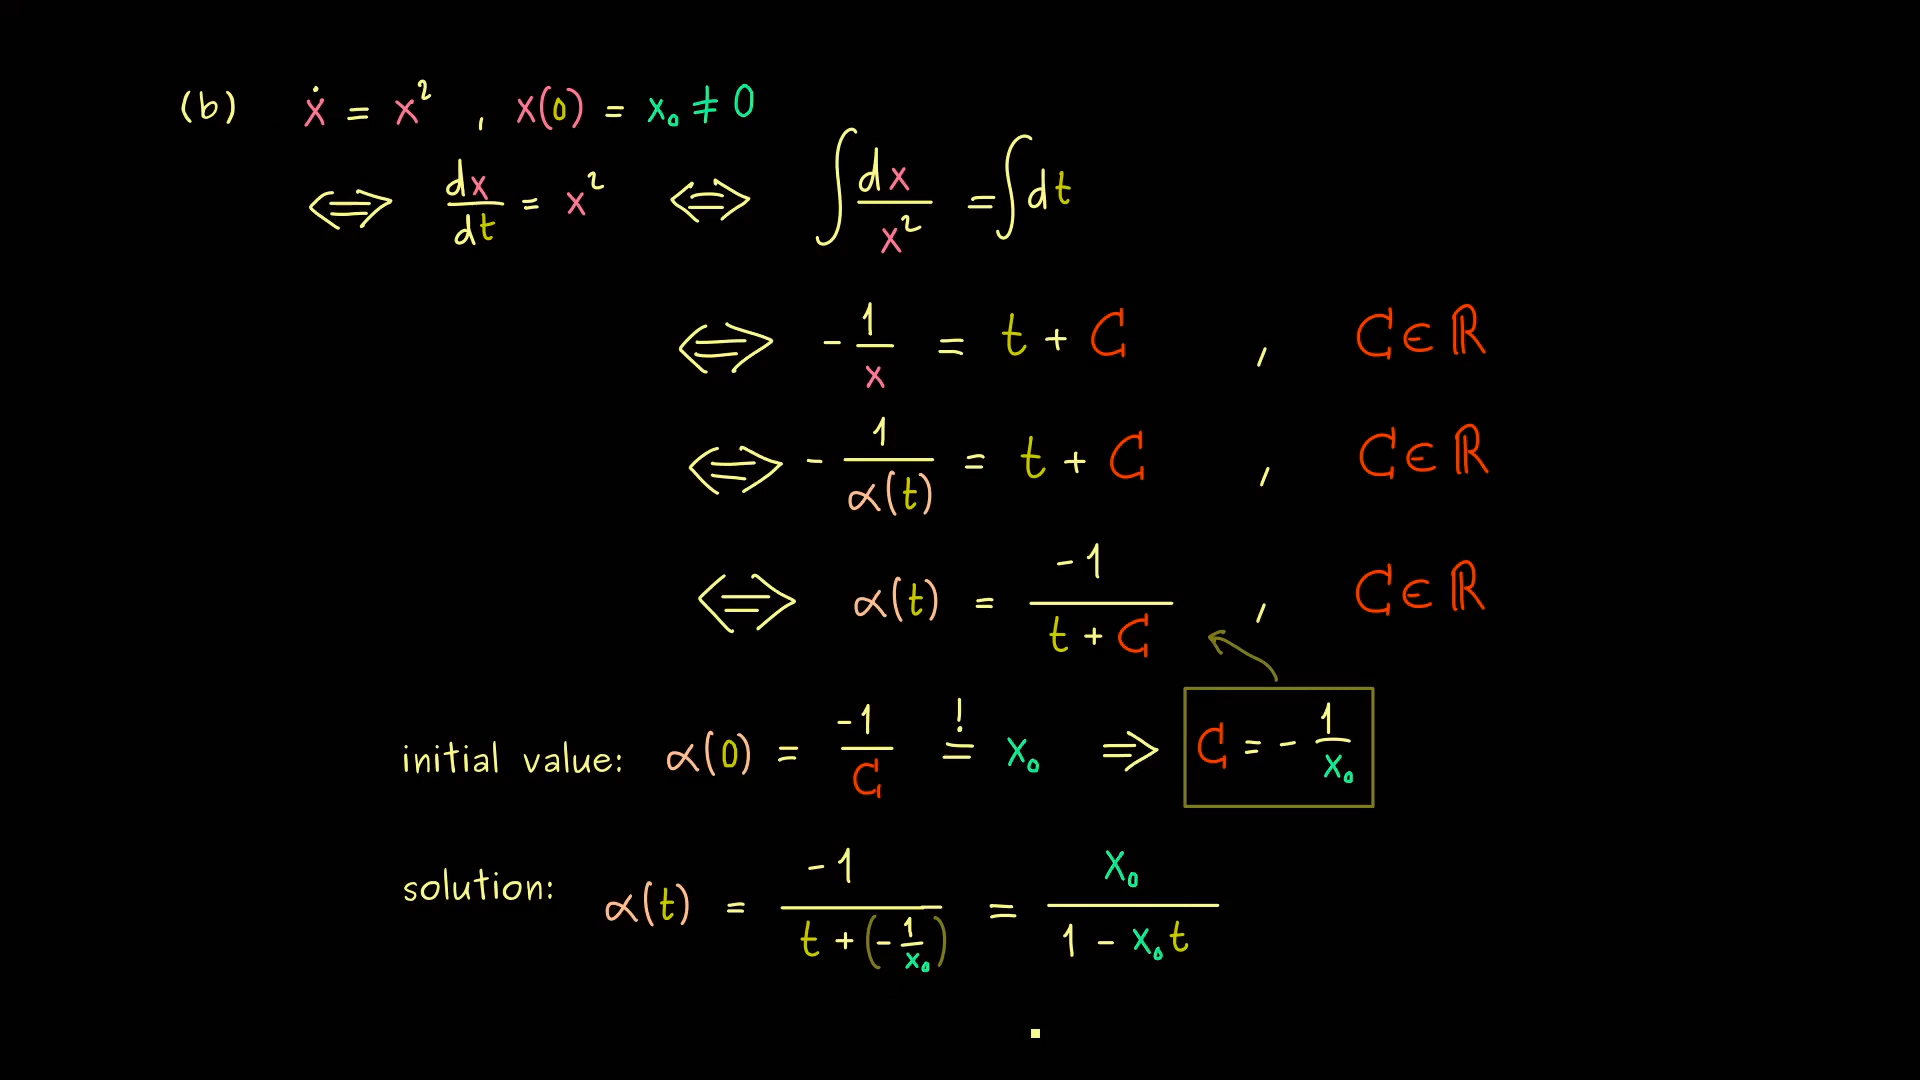 (b) ẋ = x² , x(0) = x₀ ≠ 0
⟺ dx/dt = x² ⟺ ∫ dx/x² = ∫ dt
⟺ - 1/x = t + C , C ∈ ℝ
⟺ - 1/α(t) = t + C , C ∈ ℝ
⟺ α(t) = -1/(t + C) , C ∈ ℝ
initial value: α(0) = -1/C =! x₀ ⟹ C = - 1/x₀
solution: α(t) = -1/(t + (- 1/x₀)) = x₀/(1 - x₀t)